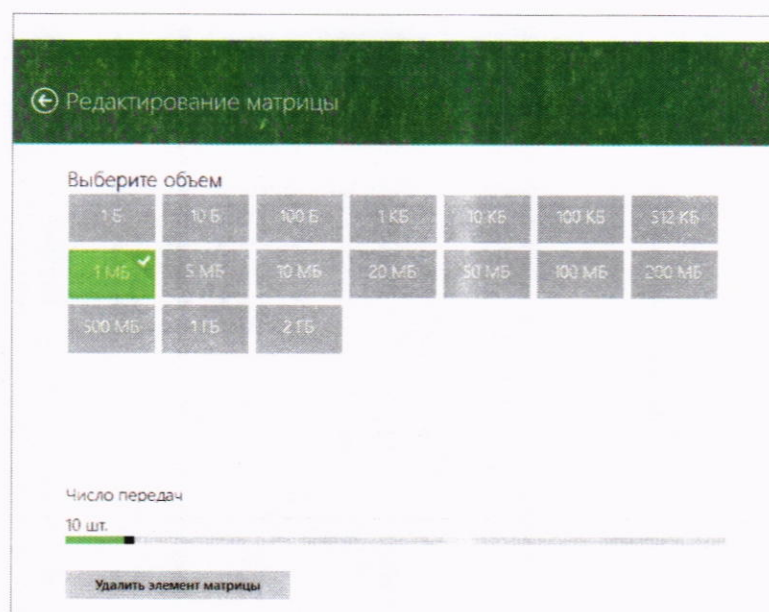 Редактирование матрицы
Выберите объем
1 Б 10 Б 100 Б 1 КБ 10 КБ 100 КБ 512 КБ
1 МБ 5 МБ 10 МБ 20 МБ 50 МБ 100 МБ 200 МБ
500 МБ 1 ГБ 2 ГБ
Число передач
10 шт.
Удалить элемент матрицы